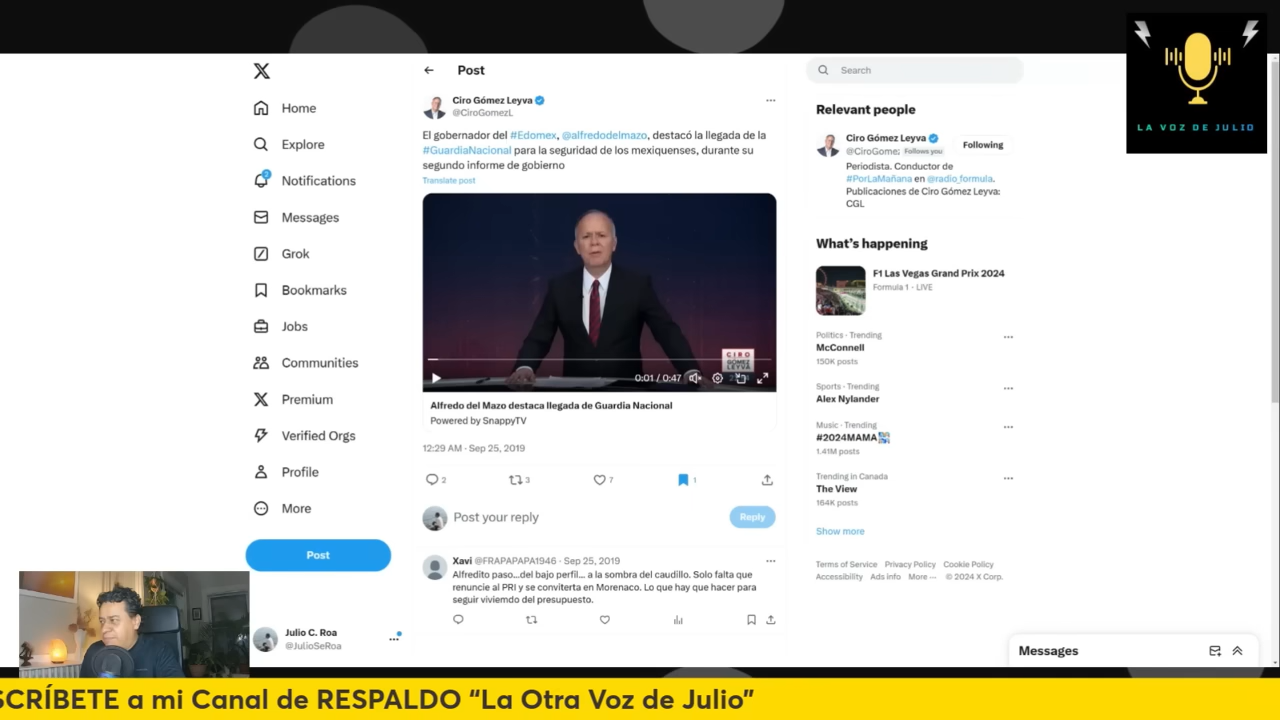 Post
Search
LA VOZ DE JULIO
Home
Explore
2
Notifications
Messages
Grok
Bookmarks
Jobs
Communities
Premium
Verified Orgs
Profile
More
Post
Julio C. Roa
@JulioSeRoa
Ciro Gómez Leyva
@CiroGomezL
El gobernador del #Edomex, @alfredodelmazo, destacó la llegada de la
#GuardiaNacional para la seguridad de los mexiquenses, durante su
segundo informe de gobierno
Translate post
CIRO
GÓMEZ
LEYVA
0:01 / 0:47
Alfredo del Mazo destaca llegada de Guardia Nacional
Powered by SnappyTV
12:29 AM · Sep 25, 2019
2
3
7
1
Post your reply
Reply
Xavi @FRAPAPAPA1946 · Sep 25, 2019
Alfredito paso...del bajo perfil... a la sombra del caudillo. Solo falta que
renuncie al PRI y se conviterta en Morenaco. Lo que hay que hacer para
seguir viviemdo del presupuesto.
Relevant people
Ciro Gómez Leyva
@CiroGome: Follows you
Following
Periodista. Conductor de
#PorLaMañana en @radio_formula.
Publicaciones de Ciro Gómez Leyva:
CGL
What's happening
F1 Las Vegas Grand Prix 2024
Formula 1 · LIVE
Politics · Trending
McConnell
150K posts
Sports · Trending
Alex Nylander
Music · Trending
#2024MAMA
1.41M posts
Trending in Canada
The View
164K posts
Show more
Terms of Service Privacy Policy Cookie Policy
Accessibility Ads info More ··· © 2024 X Corp.
Messages
SCRÍBETE a mi Canal de RESPALDO “La Otra Voz de Julio”